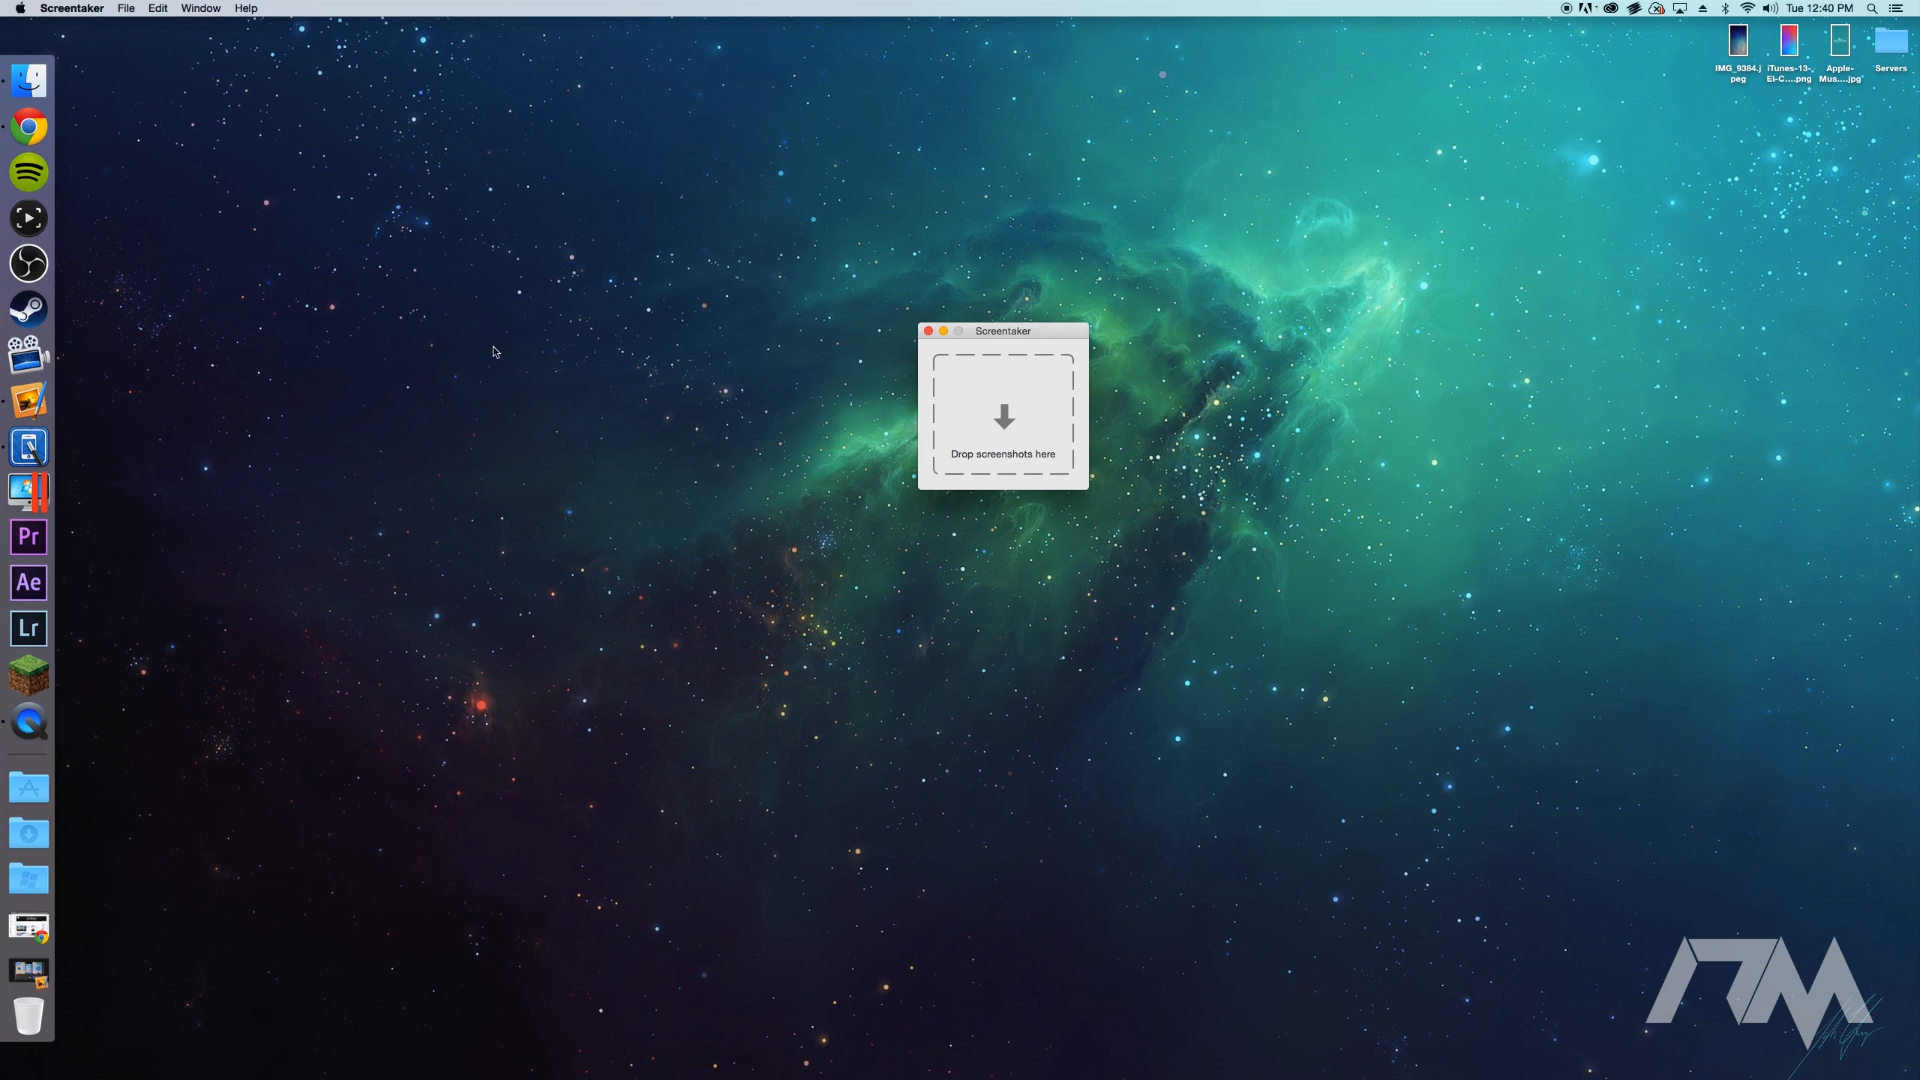 Screentaker File Edit Window Help
Tue 12:40 PM
IMG_9384.j
peg
iTunes-13-
El-C....png
Apple-
Mus....jpg
Servers
Screentaker
Drop screenshots here
Pr
Ae
Lr